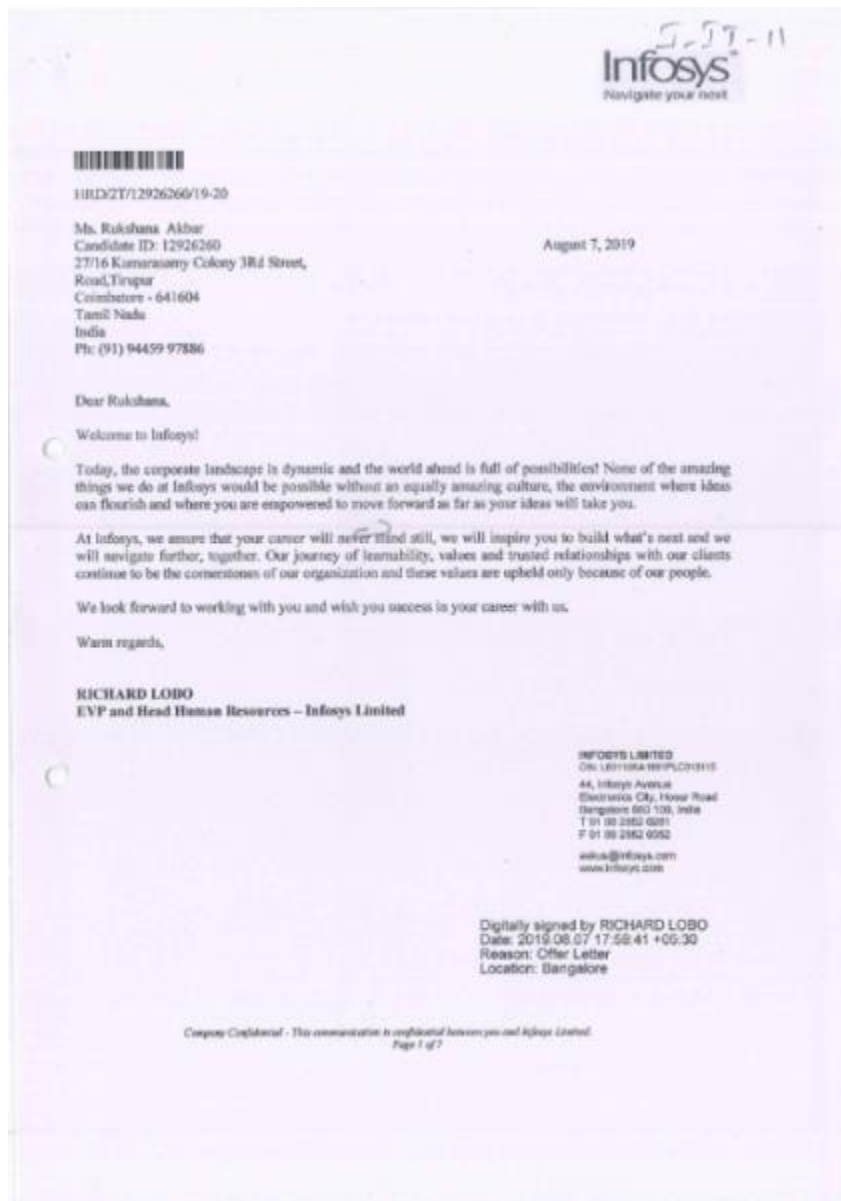 Infosys
Navigate your next
HRD/2T/12926260/19-20
Ms. Rukshana Akbar
Candidate ID: 12926260
August 7, 2019
27/16 Kumarasamy Colony 3Rd Street,
Road,Tirupur
Coimbatore - 641604
Tamil Nadu
India
Ph: (91) 94459 97886
Dear Rukshana,
Welcome to Infosys!
Today, the corporate landscape is dynamic and the world ahead is full of possibilities! None of the amazing
things we do at Infosys would be possible without an equally amazing culture, the environment where ideas
can flourish and where you are empowered to move forward as far as your ideas will take you.
At Infosys, we assure that your career will never stand still, we will inspire you to build what's next and we
will navigate further, together. Our journey of learnability, values and trusted relationships with our clients
continue to be the cornerstones of our organization and these values are upheld only because of our people.
We look forward to working with you and wish you success in your career with us.
Warm regards,
RICHARD LOBO
EVP and Head Human Resources – Infosys Limited
INFOSYS LIMITED
44, Infosys Avenue
Electronics City, Hosur Road
Bangalore 560 100, India
askus@infosys.com
www.infosys.com
Digitally signed by RICHARD LOBO
Date: 2019.08.07 17:58:41 +05:30
Reason: Offer Letter
Location: Bangalore
Company Confidential - This communication is confidential between you and Infosys Limited.
Page 1 of 7